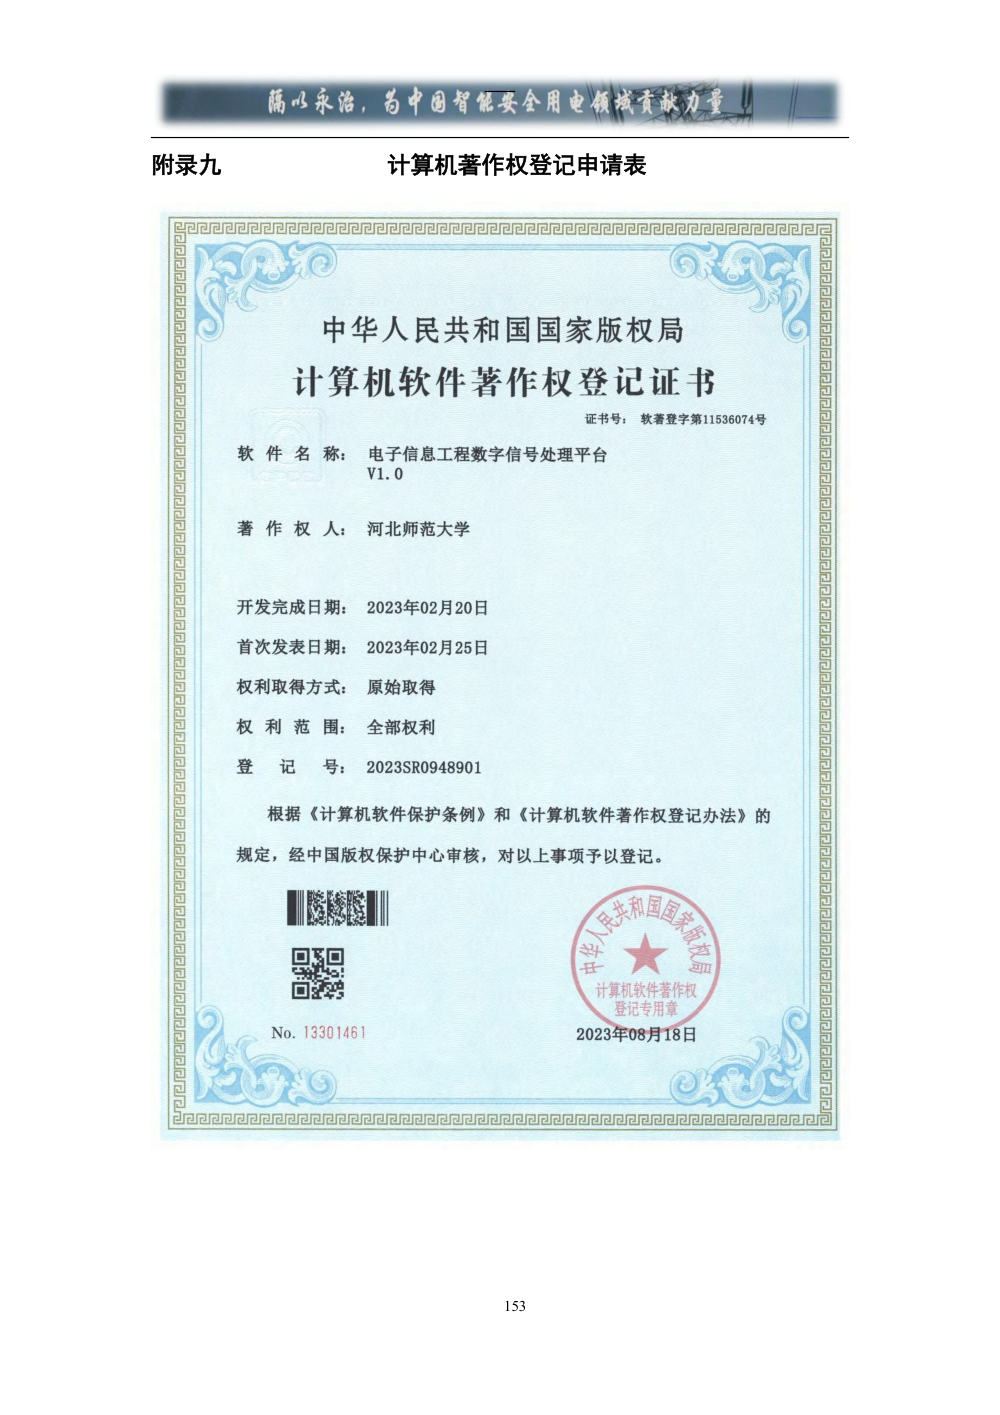 隔以永治，为中国智能安全用电领域贡献力量
附录九 计算机著作权登记申请表
中华人民共和国国家版权局
计算机软件著作权登记证书
证书号： 软著登字第11536074号
软件名称： 电子信息工程数字信号处理平台
V1.0
著作权人： 河北师范大学
开发完成日期： 2023年02月20日
首次发表日期： 2023年02月25日
权利取得方式： 原始取得
权利范围： 全部权利
登记号： 2023SR0948901
根据《计算机软件保护条例》和《计算机软件著作权登记办法》的
规定，经中国版权保护中心审核，对以上事项予以登记。
中华人民共和国国家版权局
计算机软件著作权
登记专用章
No. 13301461
2023年08月18日
153